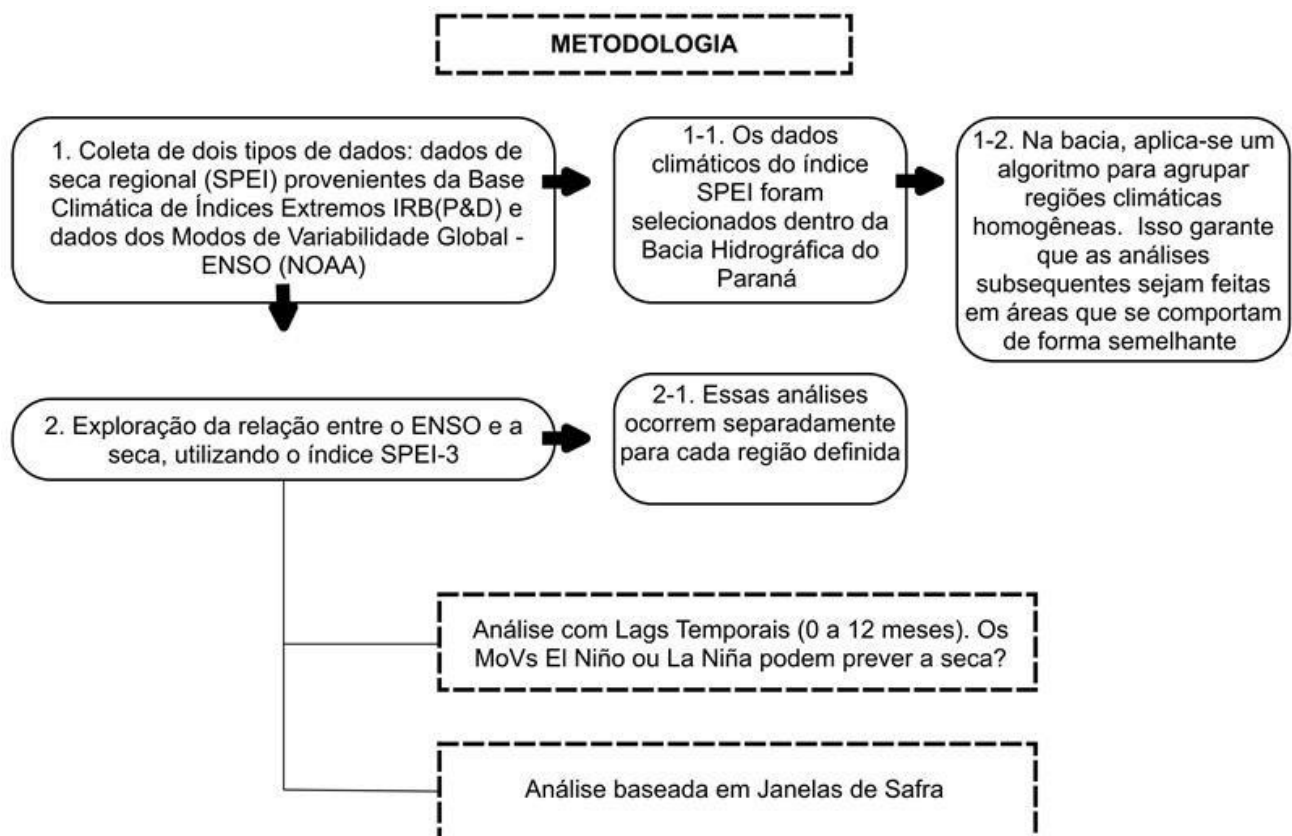 METODOLOGIA
1. Coleta de dois tipos de dados: dados de
seca regional (SPEI) provenientes da Base
Climática de Índices Extremos IRB(P&D) e
dados dos Modos de Variabilidade Global -
ENSO (NOAA)
1-1. Os dados
climáticos do índice
SPEI foram
selecionados dentro da
Bacia Hidrográfica do
Paraná
1-2. Na bacia, aplica-se um
algoritmo para agrupar
regiões climáticas
homogêneas. Isso garante
que as análises
subsequentes sejam feitas
em áreas que se comportam
de forma semelhante
2. Exploração da relação entre o ENSO e a
seca, utilizando o índice SPEI-3
2-1. Essas análises
ocorrem separadamente
para cada região definida
Análise com Lags Temporais (0 a 12 meses). Os
MoVs El Niño ou La Niña podem prever a seca?
Análise baseada em Janelas de Safra